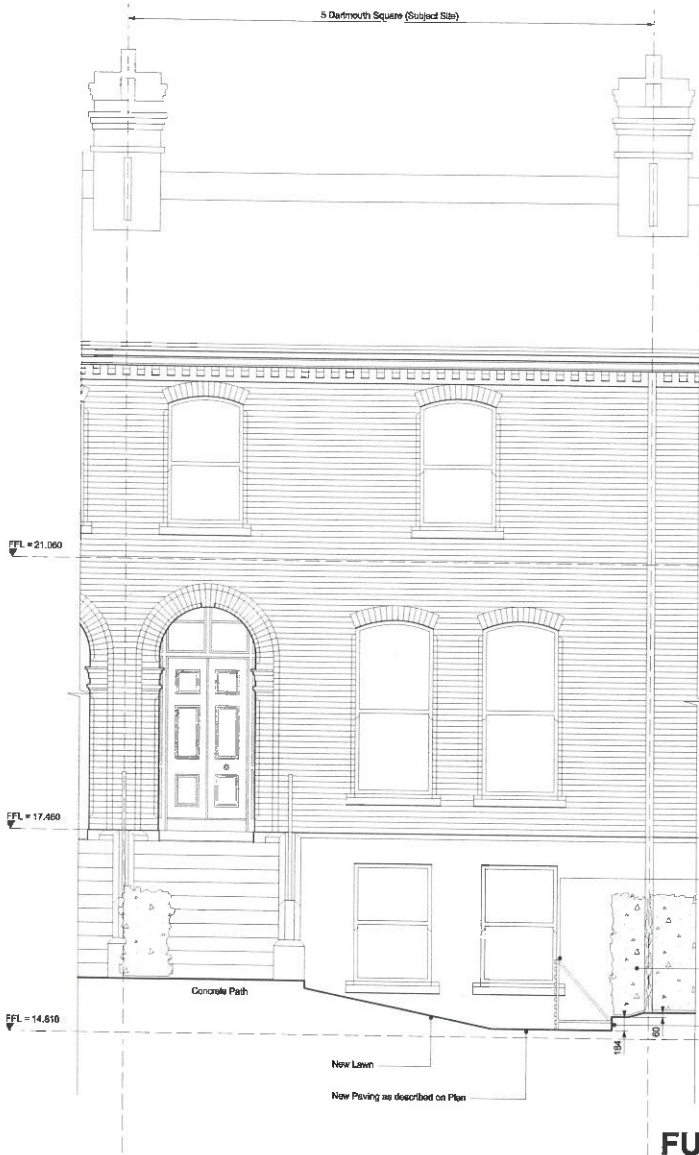 5 Dartmouth Square (Subject Site)
FFL = 21.060
FFL = 17.460
Concrete Path
FFL = 14.810
184
60
New Lawn
New Paving as described on Plan
FU